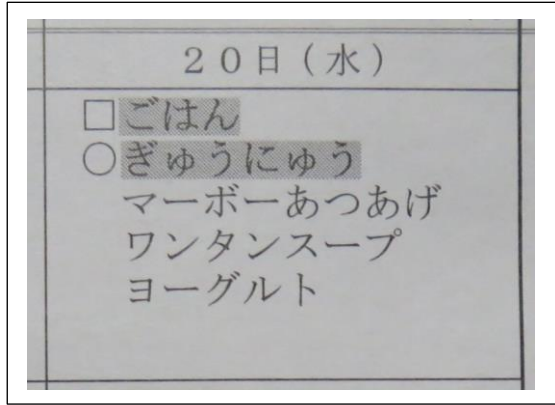 20日(水)
□ごはん
○ぎゅうにゅう
マーボーあつあげ
ワンタンスープ
ヨーグルト